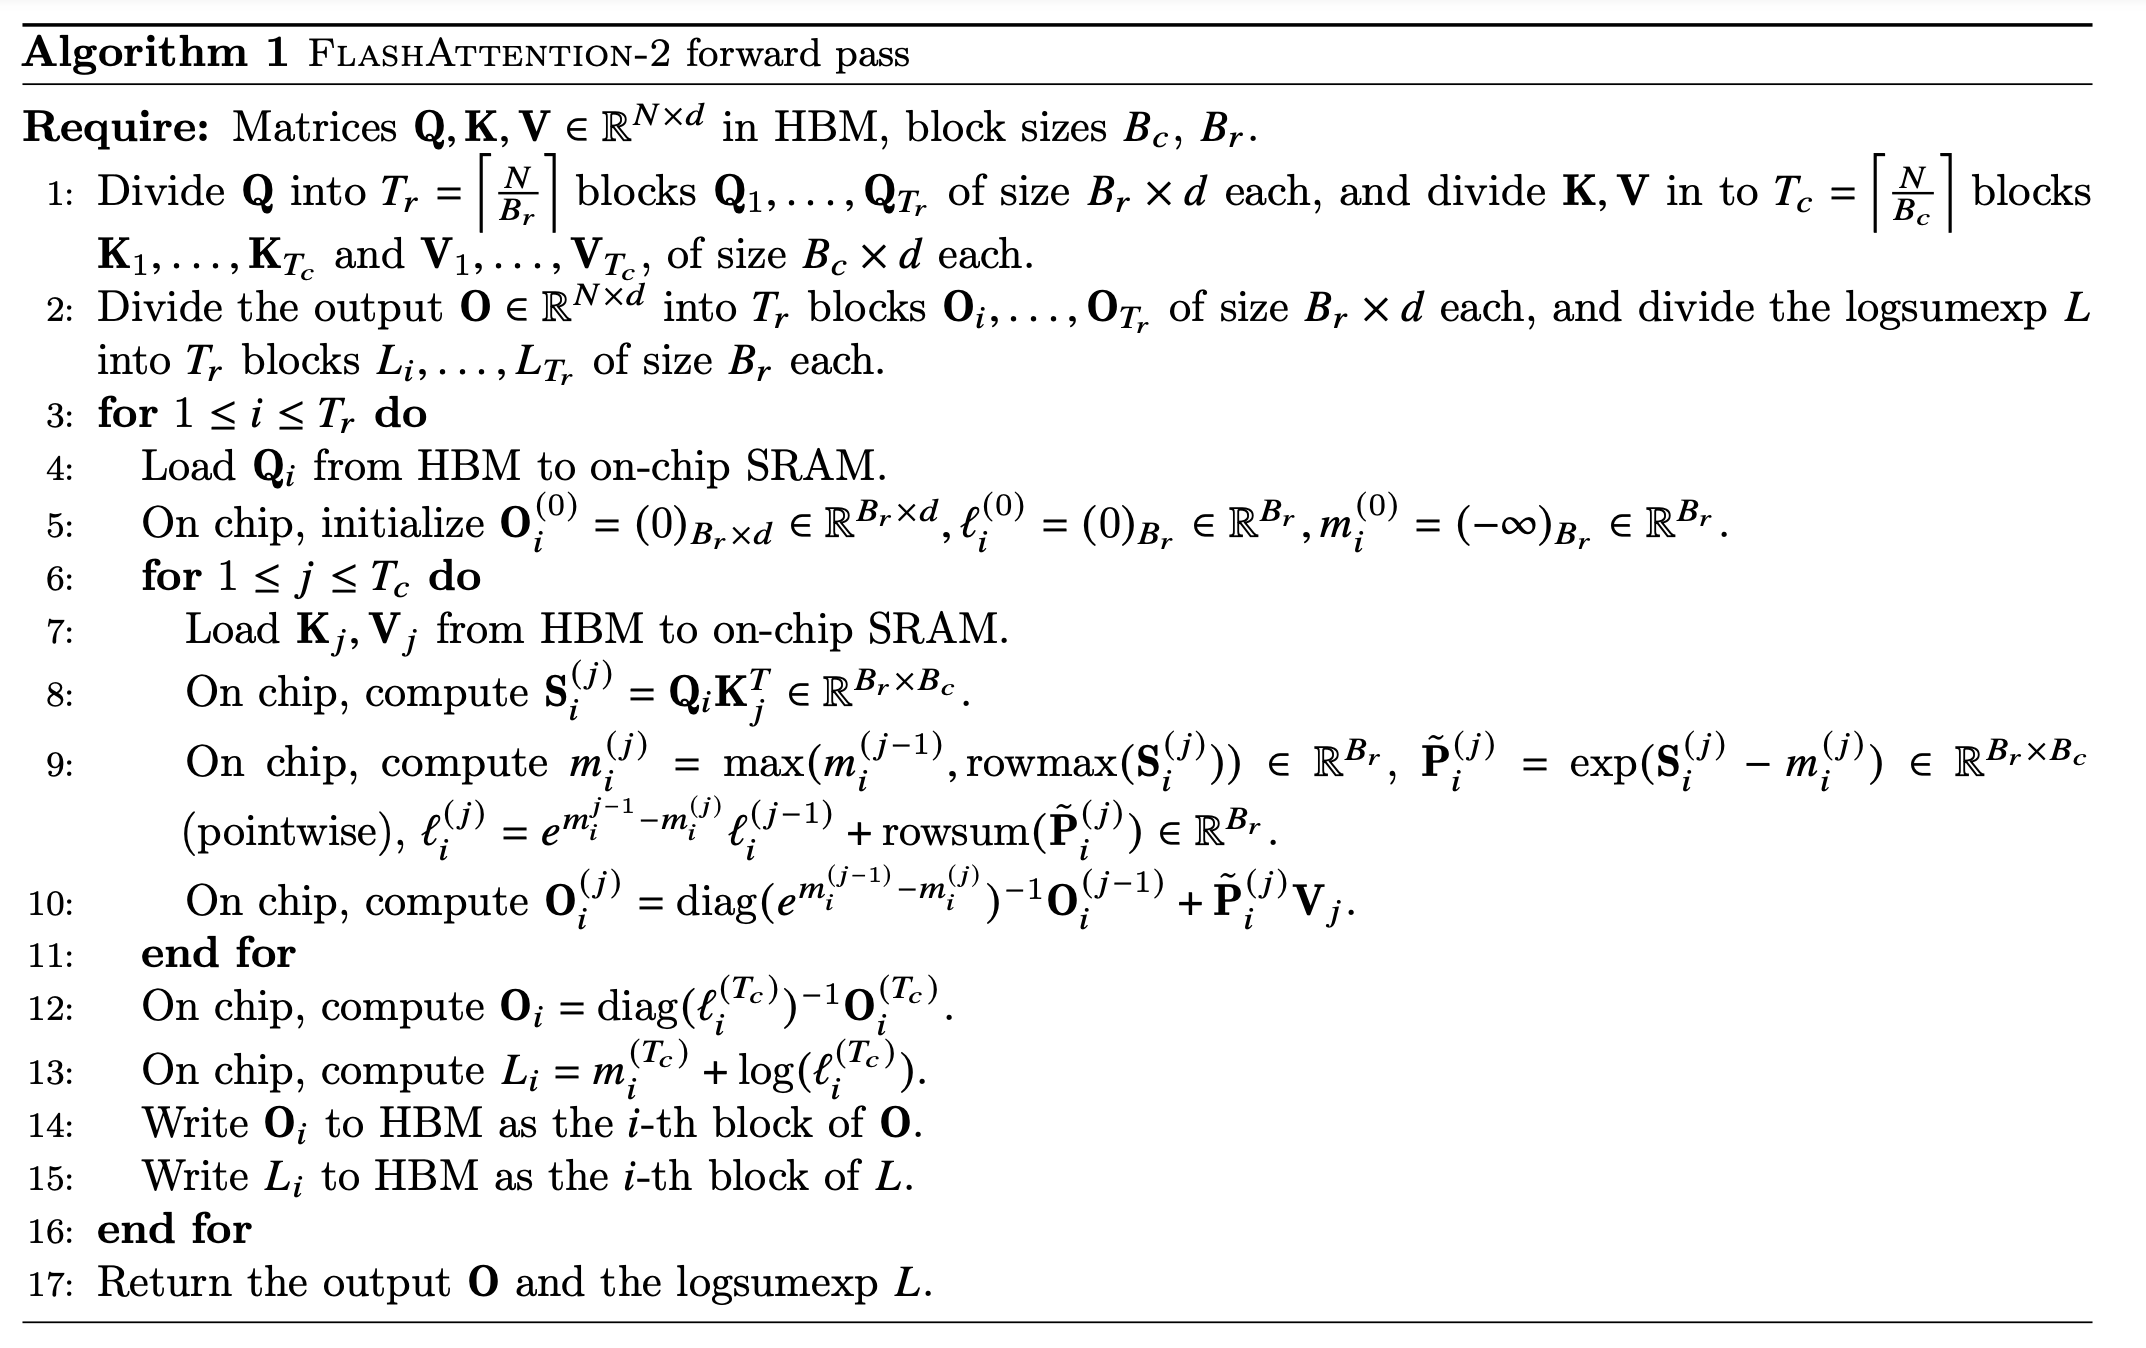 Algorithm 1 FLASHATTENTION-2 forward pass
Require: Matrices Q, K, V ∈ ℝ^{N×d} in HBM, block sizes B_c, B_r.
1: Divide Q into T_r = ⌈N/B_r⌉ blocks Q_1, . . . , Q_{T_r} of size B_r × d each, and divide K, V in to T_c = ⌈N/B_c⌉ blocks
K_1, . . . , K_{T_c} and V_1, . . . , V_{T_c}, of size B_c × d each.
2: Divide the output O ∈ ℝ^{N×d} into T_r blocks O_i, . . . , O_{T_r} of size B_r × d each, and divide the logsumexp L
into T_r blocks L_i, . . . , L_{T_r} of size B_r each.
3: for 1 ≤ i ≤ T_r do
4: Load Q_i from HBM to on-chip SRAM.
5: On chip, initialize O_i^{(0)} = (0)_{B_r×d} ∈ ℝ^{B_r×d}, ℓ_i^{(0)} = (0)_{B_r} ∈ ℝ^{B_r}, m_i^{(0)} = (−∞)_{B_r} ∈ ℝ^{B_r}.
6: for 1 ≤ j ≤ T_c do
7: Load K_j, V_j from HBM to on-chip SRAM.
8: On chip, compute S_i^{(j)} = Q_i K_j^T ∈ ℝ^{B_r×B_c}.
9: On chip, compute m_i^{(j)} = max(m_i^{(j−1)}, rowmax(S_i^{(j)})) ∈ ℝ^{B_r}, P̃_i^{(j)} = exp(S_i^{(j)} − m_i^{(j)}) ∈ ℝ^{B_r×B_c}
(pointwise), ℓ_i^{(j)} = e^{m_i^{j−1}−m_i^{(j)}} ℓ_i^{(j−1)} + rowsum(P̃_i^{(j)}) ∈ ℝ^{B_r}.
10: On chip, compute O_i^{(j)} = diag(e^{m_i^{(j−1)}−m_i^{(j)}})^{−1} O_i^{(j−1)} + P̃_i^{(j)} V_j.
11: end for
12: On chip, compute O_i = diag(ℓ_i^{(T_c)})^{−1} O_i^{(T_c)}.
13: On chip, compute L_i = m_i^{(T_c)} + log(ℓ_i^{(T_c)}).
14: Write O_i to HBM as the i-th block of O.
15: Write L_i to HBM as the i-th block of L.
16: end for
17: Return the output O and the logsumexp L.